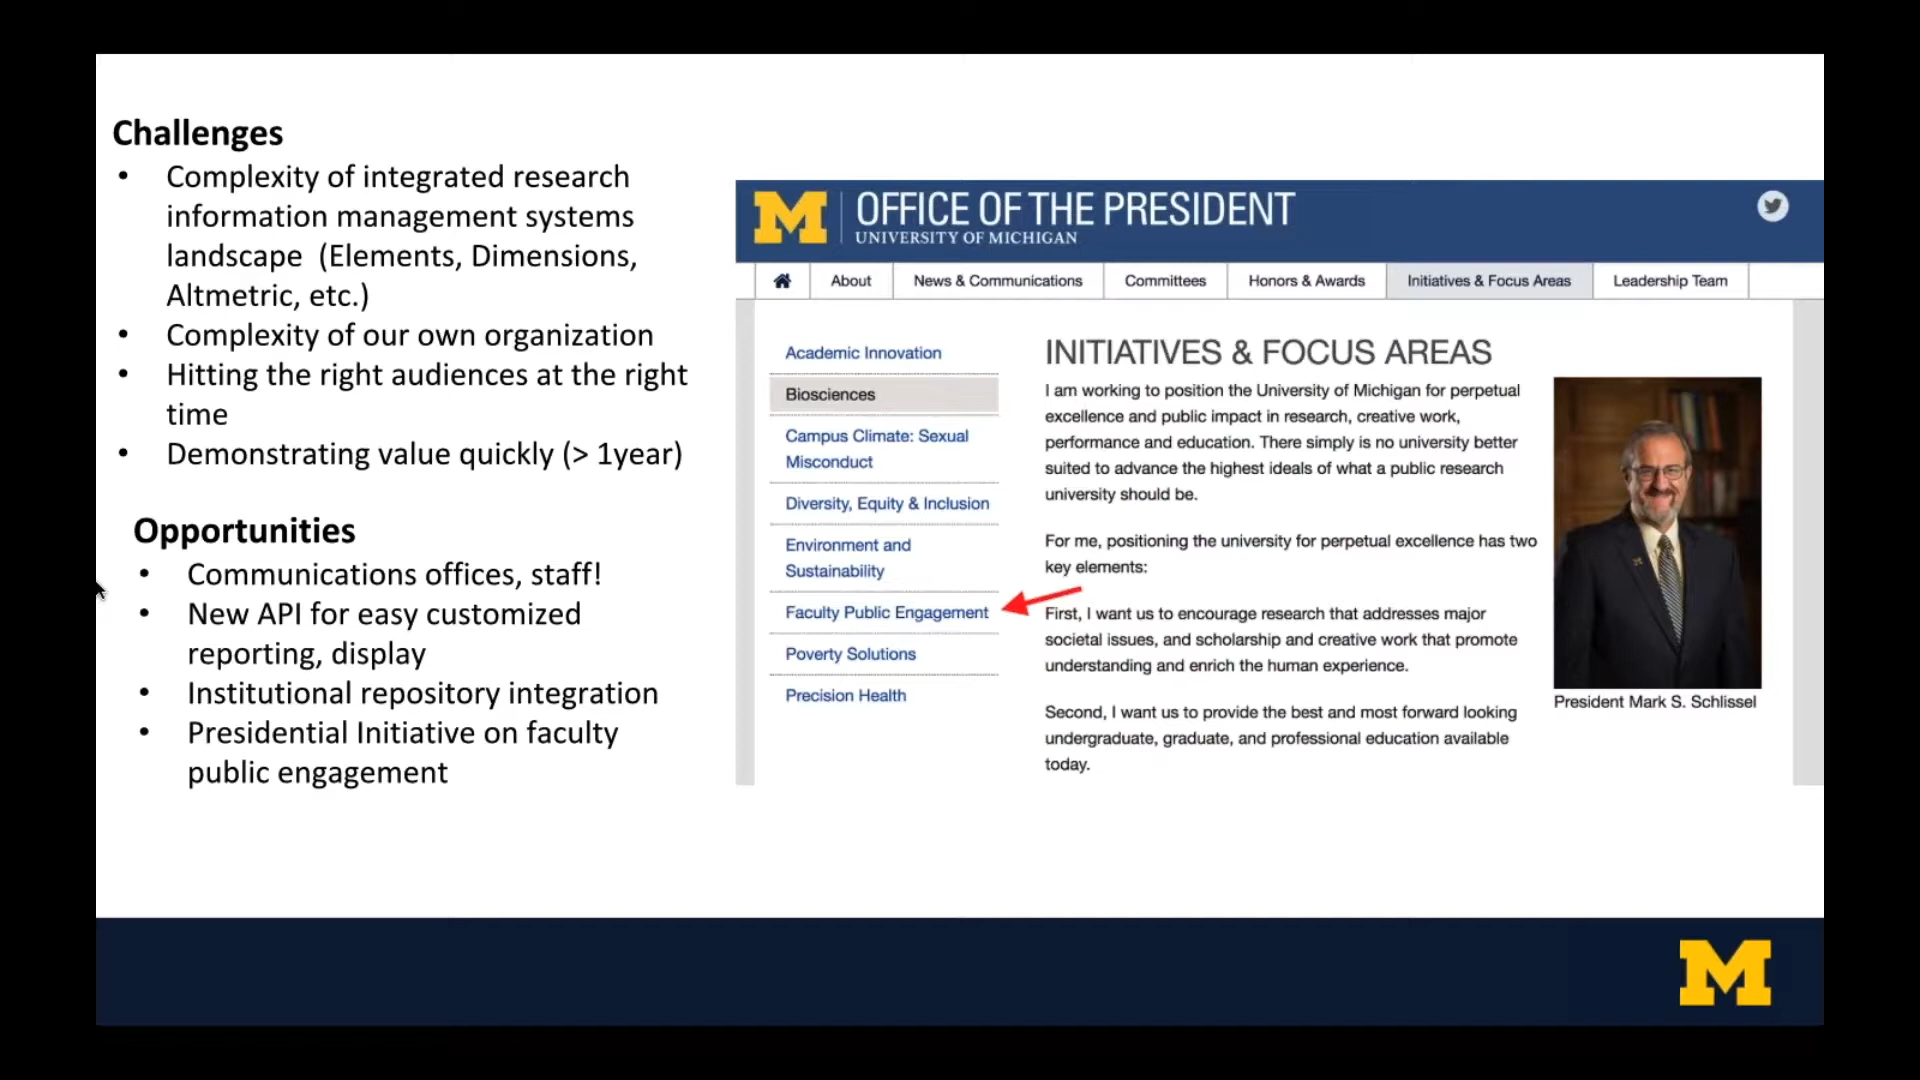 Challenges
• Complexity of integrated research
information management systems
landscape  (Elements, Dimensions,
Altmetric, etc.)
• Complexity of our own organization
• Hitting the right audiences at the right
time
• Demonstrating value quickly (> 1year)
Opportunities
• Communications offices, staff!
• New API for easy customized
reporting, display
• Institutional repository integration
• Presidential Initiative on faculty
public engagement
M OFFICE OF THE PRESIDENT
UNIVERSITY OF MICHIGAN
About News & Communications Committees Honors & Awards Initiatives & Focus Areas Leadership Team
Academic Innovation
Biosciences
Campus Climate: Sexual
Misconduct
Diversity, Equity & Inclusion
Environment and
Sustainability
Faculty Public Engagement
Poverty Solutions
Precision Health
INITIATIVES & FOCUS AREAS
I am working to position the University of Michigan for perpetual
excellence and public impact in research, creative work,
performance and education. There simply is no university better
suited to advance the highest ideals of what a public research
university should be.
For me, positioning the university for perpetual excellence has two
key elements:
First, I want us to encourage research that addresses major
societal issues, and scholarship and creative work that promote
understanding and enrich the human experience.
Second, I want us to provide the best and most forward looking
undergraduate, graduate, and professional education available
today.
President Mark S. Schlissel
M